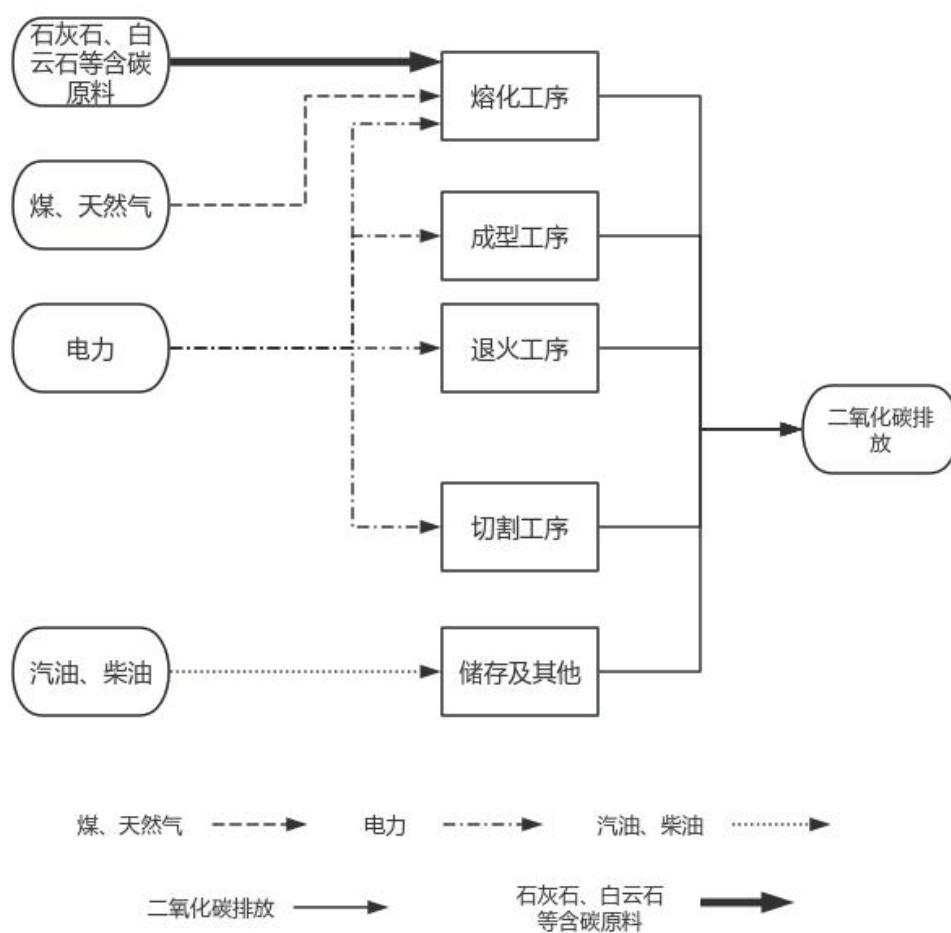 石灰石、白
云石等含碳
原料
熔化工序
煤、天然气
成型工序
电力
退火工序
二氧化碳排
放
切割工序
汽油、柴油
储存及其他
煤、天然气
电力
汽油、柴油
二氧化碳排放
石灰石、白云石
等含碳原料